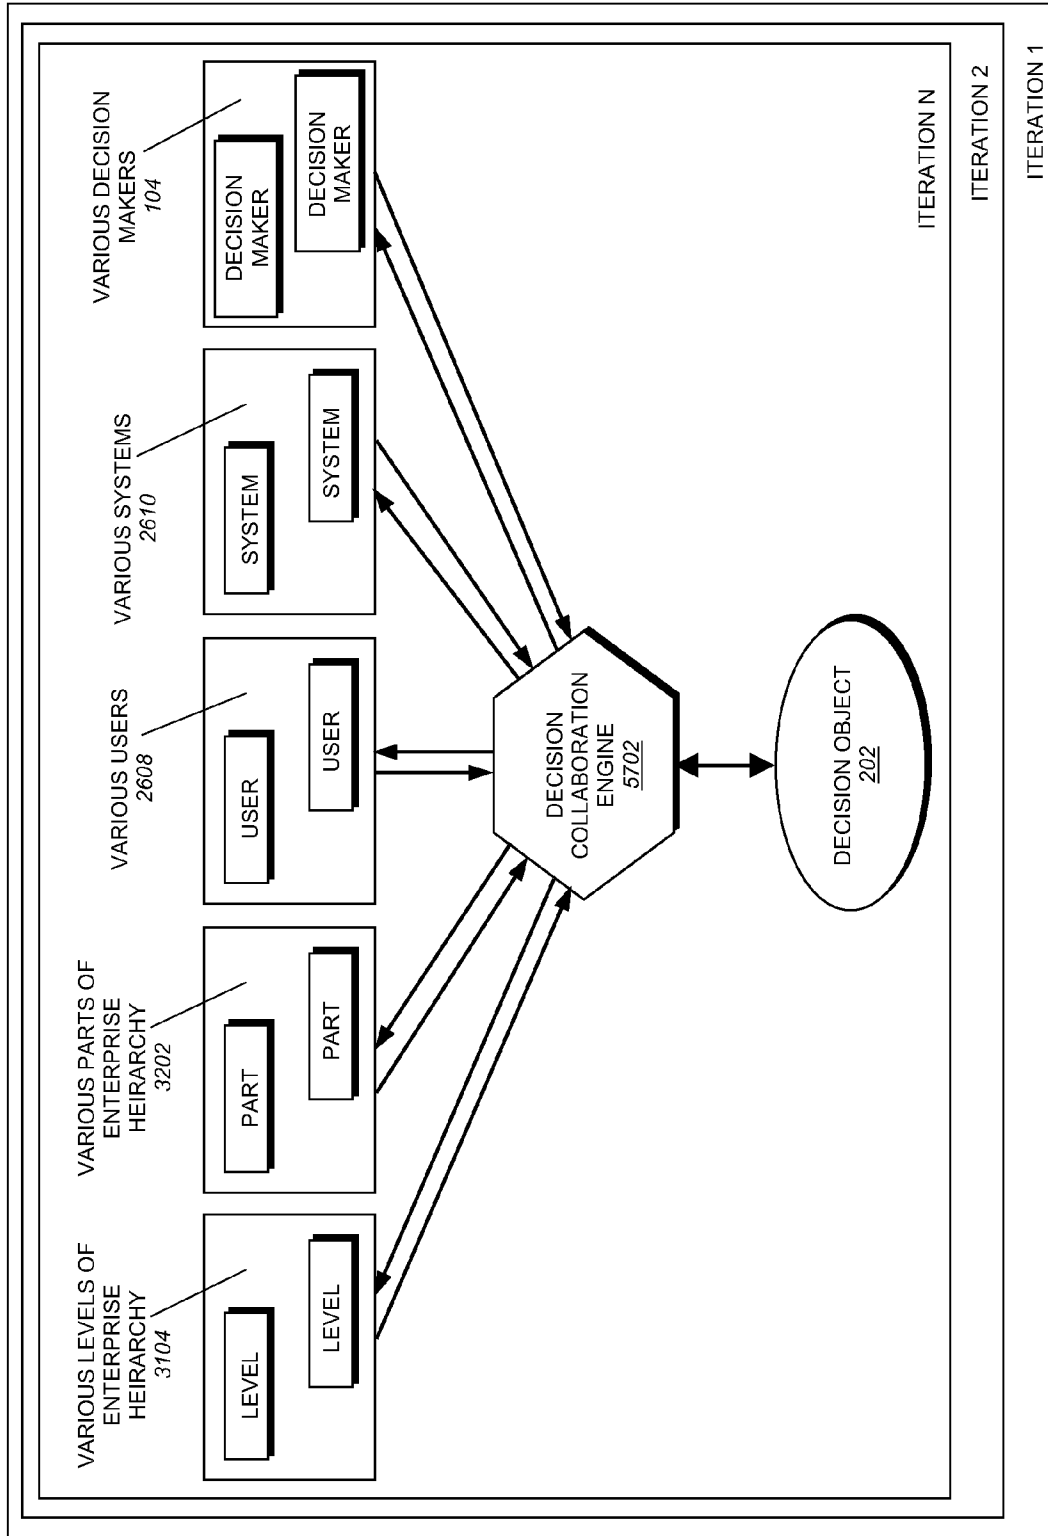 VARIOUS LEVELS OF
ENTERPRISE
HEIRARCHY
3104
LEVEL
LEVEL
VARIOUS PARTS OF
ENTERPRISE
HEIRARCHY
3202
PART
PART
VARIOUS USERS
2608
USER
USER
VARIOUS SYSTEMS
2610
SYSTEM
SYSTEM
VARIOUS DECISION
MAKERS
104
DECISION
MAKER
DECISION
MAKER
DECISION
COLLABORATION
ENGINE
5702
DECISION OBJECT
202
ITERATION N
ITERATION 2
ITERATION 1